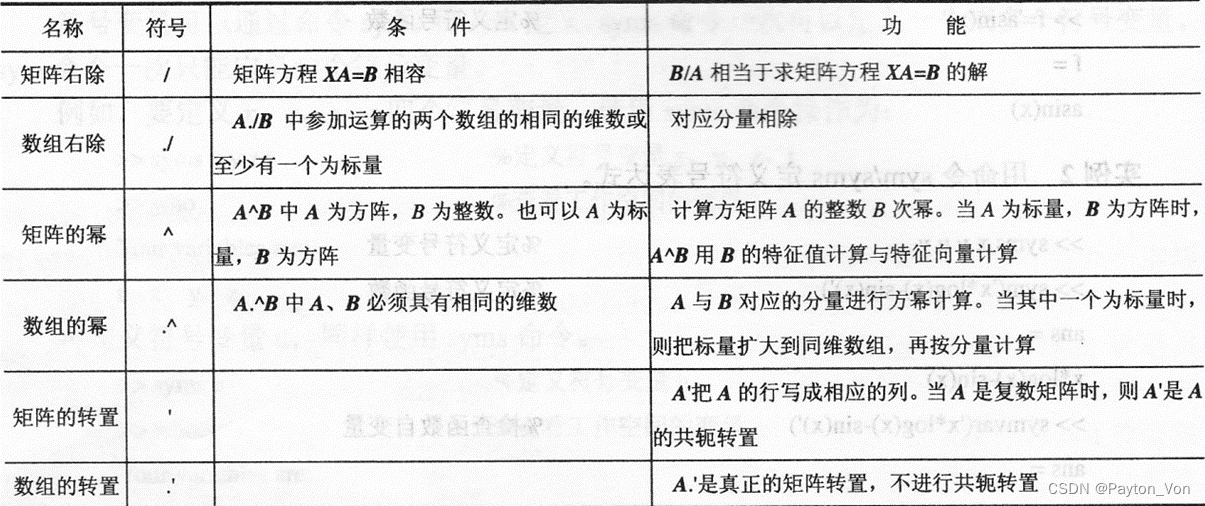 名称 符号 条 件 功 能
矩阵右除 / 矩阵方程 XA=B 相容 B/A 相当于求矩阵方程 XA=B 的解
数组右除 ./ A./B 中参加运算的两个数组的相同的维数或至少有一个为标量 对应分量相除
矩阵的幂 ^ A^B 中 A 为方阵，B 为整数。也可以 A 为标量，B 为方阵 计算方矩阵 A 的整数 B 次幂。当 A 为标量，B 为方阵时，A^B 用 B 的特征值计算与特征向量计算
数组的幂 .^ A.^B 中 A、B 必须具有相同的维数 A 与 B 对应的分量进行方幂计算。当其中一个为标量时，则把标量扩大到同维数组，再按分量计算
矩阵的转置 ' A'把 A 的行写成相应的列。当 A 是复数矩阵时，则 A'是 A 的共轭转置
数组的转置 .' A.'是真正的矩阵转置，不进行共轭转置
CSDN @Payton_Von